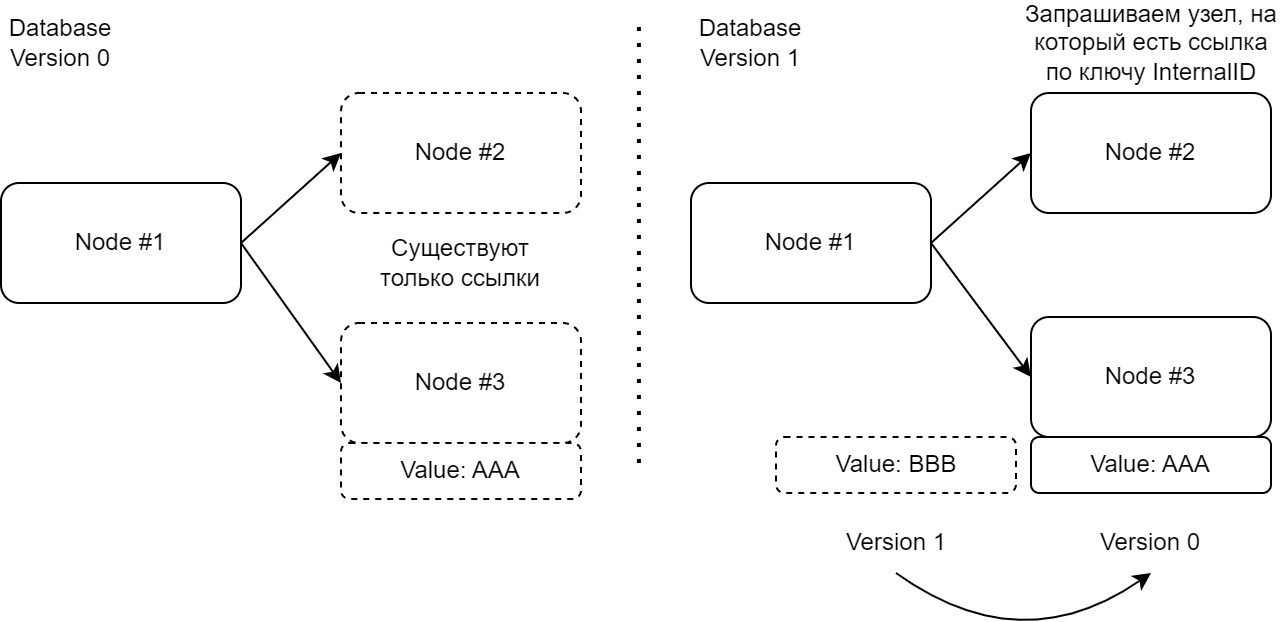 Database
Version 0
Node #1
Node #2
Существуют
только ссылки
Node #3
Value: AAA
Database
Version 1
Запрашиваем узел, на
который есть ссылка
по ключу InternalID
Node #1
Node #2
Node #3
Value: BBB
Value: AAA
Version 1
Version 0